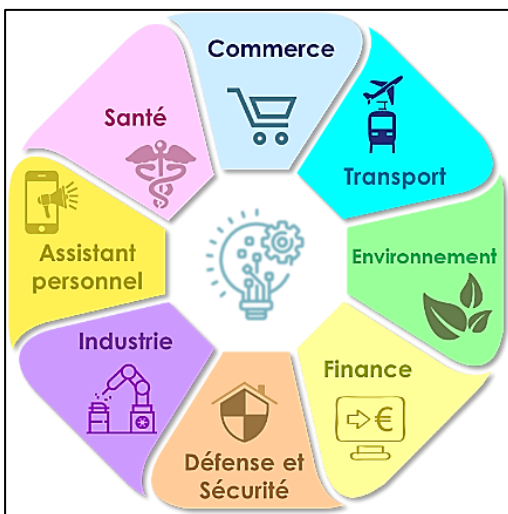 Commerce
Transport
Environnement
Finance
€
Défense et
Sécurité
Industrie
Assistant
personnel
Santé